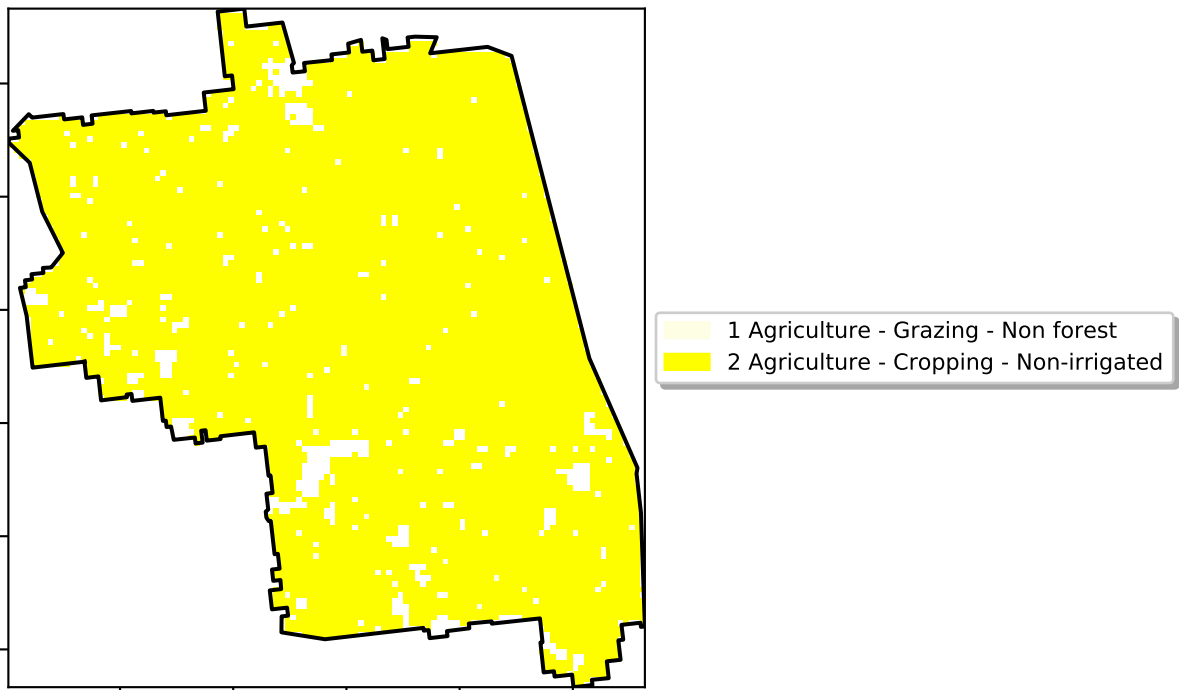 1 Agriculture - Grazing - Non forest
2 Agriculture - Cropping - Non-irrigated